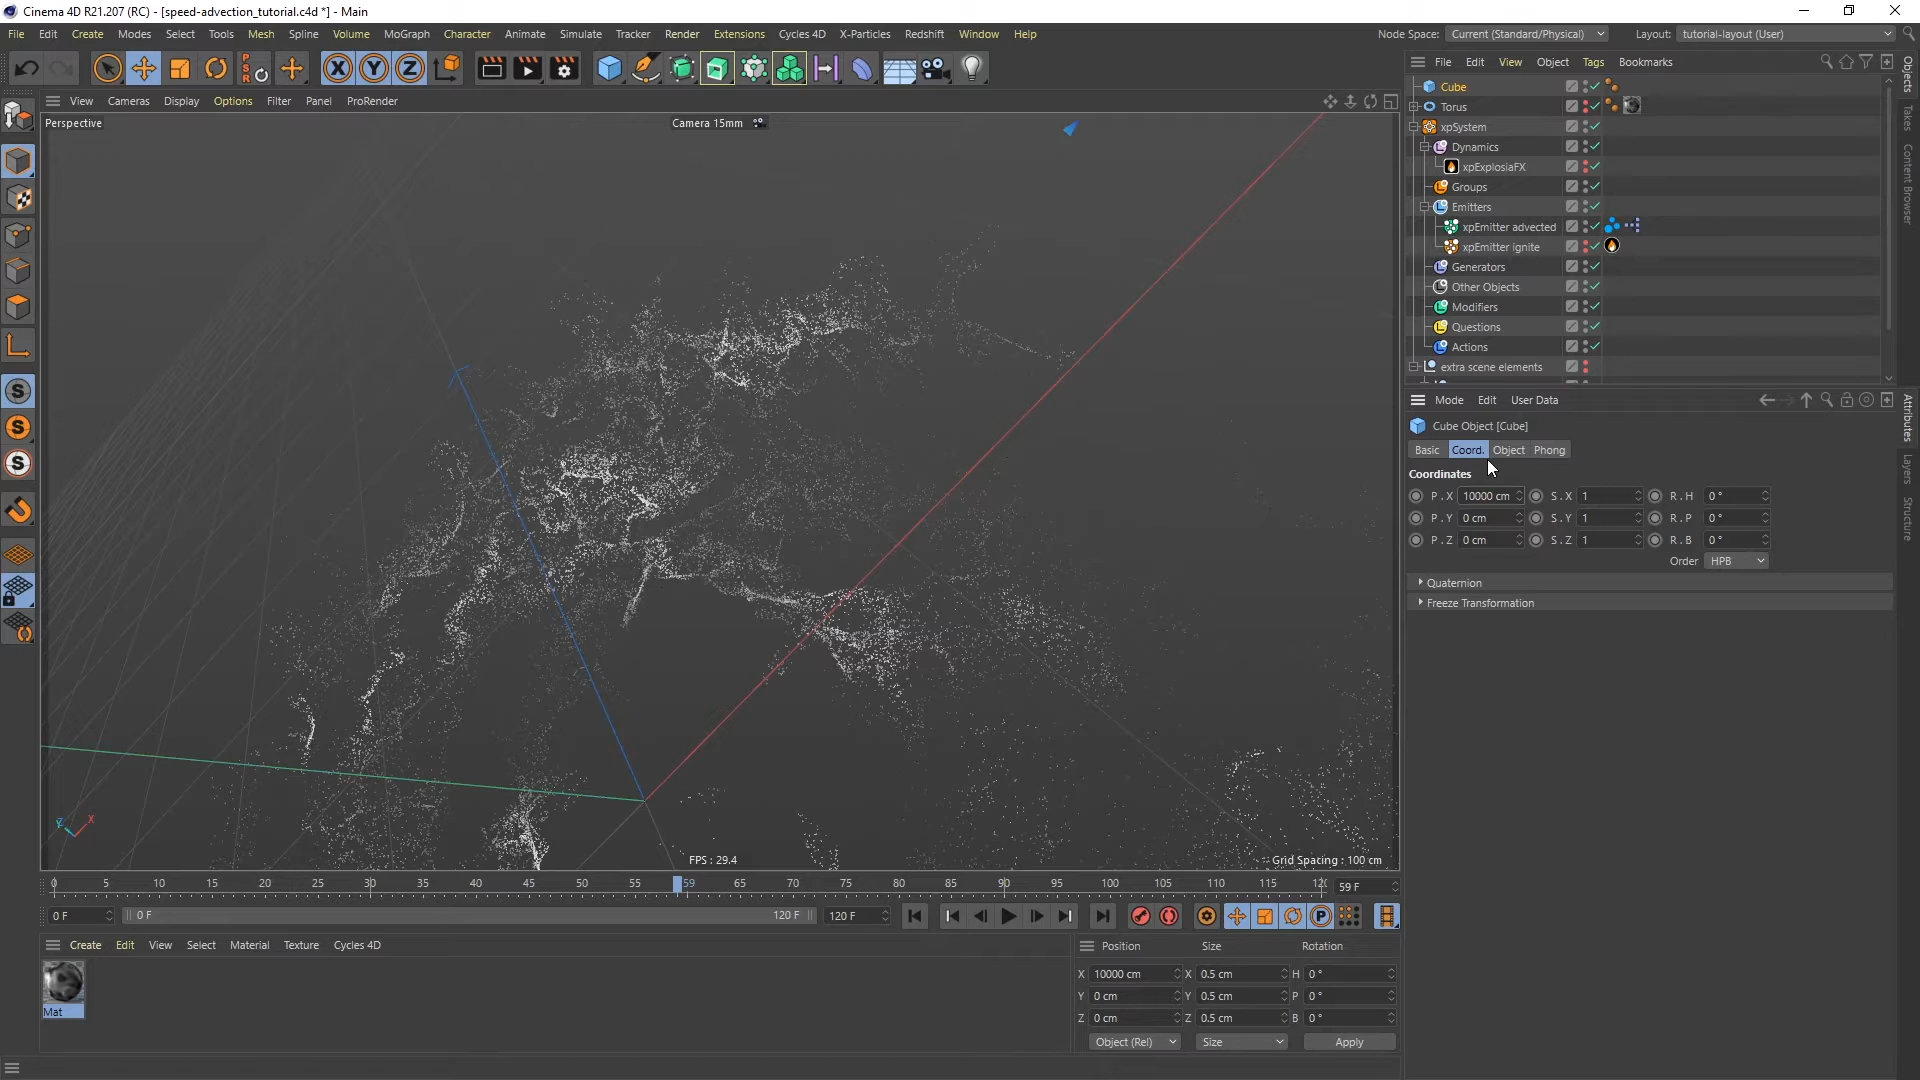 Cinema 4D R21.207 (RC) - [speed-advection_tutorial.c4d *] - Main
File Edit Create Modes Select Tools Mesh Spline Volume MoGraph Character Animate Simulate Tracker Render Extensions Cycles 4D X-Particles Redshift Window Help
Node Space: Current (Standard/Physical) Layout: tutorial-layout (User)
PSR X Y Z
File Edit View Object Tags Bookmarks
View Cameras Display Options Filter Panel ProRender
Perspective
Camera 15mm
Cube
Torus
xpSystem
Dynamics
xpExplosiaFX
Groups
Emitters
xpEmitter advected
xpEmitter ignite
Generators
Other Objects
Modifiers
Questions
Actions
extra scene elements
Objects
Takes
Content Browser
Mode Edit User Data
Cube Object [Cube]
Basic Coord. Object Phong
Coordinates
P . X 10000 cm S . X 1 R . H 0 °
P . Y 0 cm S . Y 1 R . P 0 °
P . Z 0 cm S . Z 1 R . B 0 °
Order HPB
Quaternion
Freeze Transformation
Attributes
Layers
Structure
S
S
S
Y X
FPS : 29.4
Grid Spacing : 100 cm
0 5 10 15 20 25 30 35 40 45 50 55 59 65 70 75 80 85 90 95 100 105 110 115 59 F
0 F 0 F 120 F 120 F P
Create Edit View Select Material Texture Cycles 4D
Mat
Position Size Rotation
X 10000 cm X 0.5 cm H 0 °
Y 0 cm Y 0.5 cm P 0 °
Z 0 cm Z 0.5 cm B 0 °
Object (Rel) Size Apply